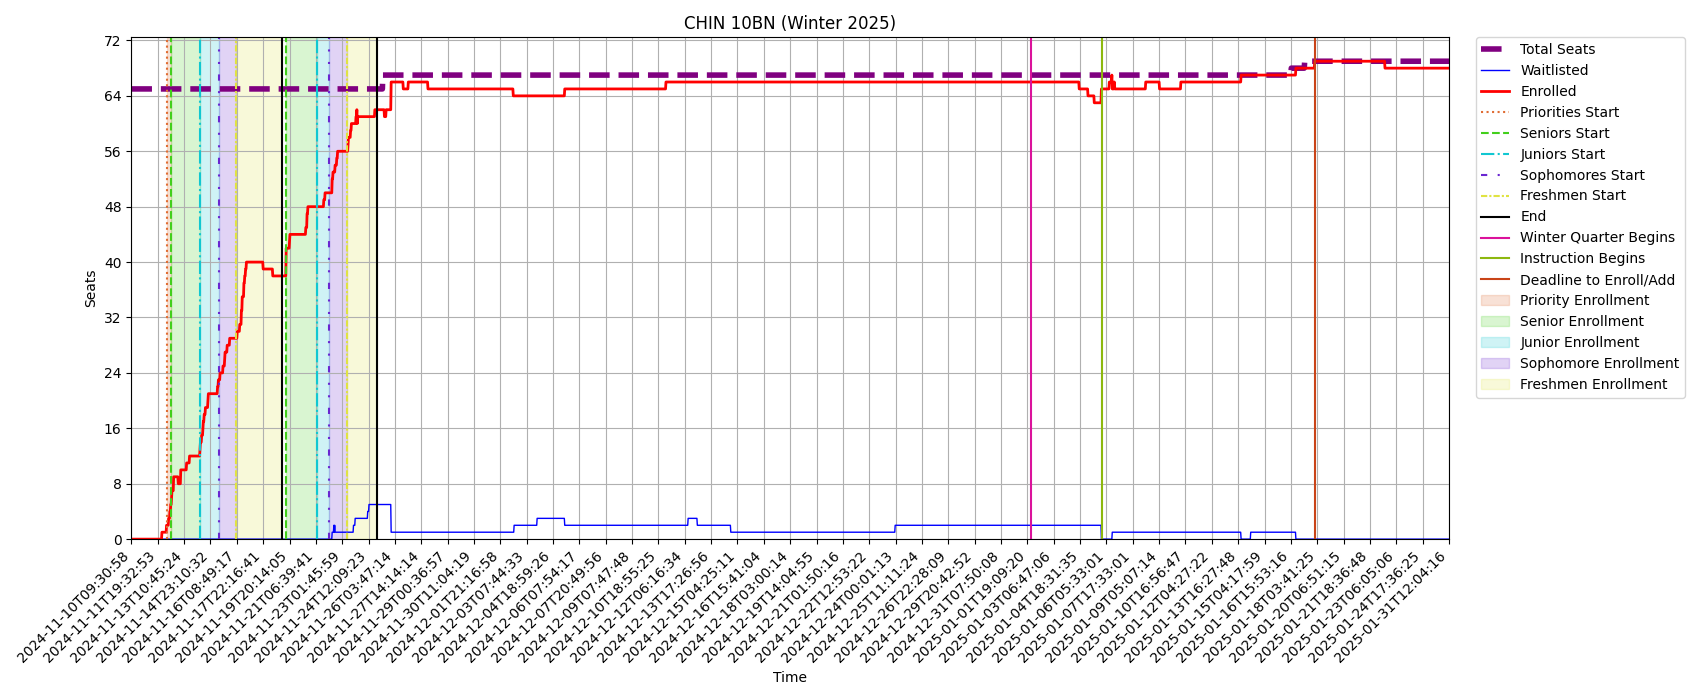 CHIN 10BN (Winter 2025)
Seats
72
64
56
48
40
32
24
16
8
0
2024-11-10T09:30:58
2024-11-11T19:32:53
2024-11-13T10:45:24
2024-11-14T23:10:32
2024-11-16T08:49:17
2024-11-17T22:16:41
2024-11-19T20:14:05
2024-11-21T06:39:41
2024-11-23T01:45:59
2024-11-24T12:09:23
2024-11-26T03:47:14
2024-11-27T14:14:14
2024-11-29T00:36:57
2024-11-30T11:04:19
2024-12-01T21:16:58
2024-12-03T07:44:33
2024-12-04T18:59:26
2024-12-06T07:54:17
2024-12-07T20:49:56
2024-12-09T07:47:48
2024-12-10T18:55:25
2024-12-12T06:16:34
2024-12-13T17:26:56
2024-12-15T04:25:11
2024-12-16T15:41:04
2024-12-18T03:00:14
2024-12-19T14:04:55
2024-12-21T01:50:16
2024-12-22T12:53:22
2024-12-24T00:01:13
2024-12-25T11:11:24
2024-12-26T22:28:09
2024-12-29T20:42:52
2024-12-31T07:50:08
2025-01-01T19:09:20
2025-01-03T06:47:06
2025-01-04T18:31:35
2025-01-06T05:33:01
2025-01-07T17:33:01
2025-01-09T05:07:14
2025-01-10T16:56:47
2025-01-12T04:27:22
2025-01-13T16:27:48
2025-01-15T04:17:59
2025-01-16T15:53:16
2025-01-18T03:41:25
2025-01-20T06:51:15
2025-01-21T18:36:48
2025-01-23T06:05:06
2025-01-24T17:36:25
2025-01-31T12:04:16
Time
Total Seats
Waitlisted
Enrolled
Priorities Start
Seniors Start
Juniors Start
Sophomores Start
Freshmen Start
End
Winter Quarter Begins
Instruction Begins
Deadline to Enroll/Add
Priority Enrollment
Senior Enrollment
Junior Enrollment
Sophomore Enrollment
Freshmen Enrollment